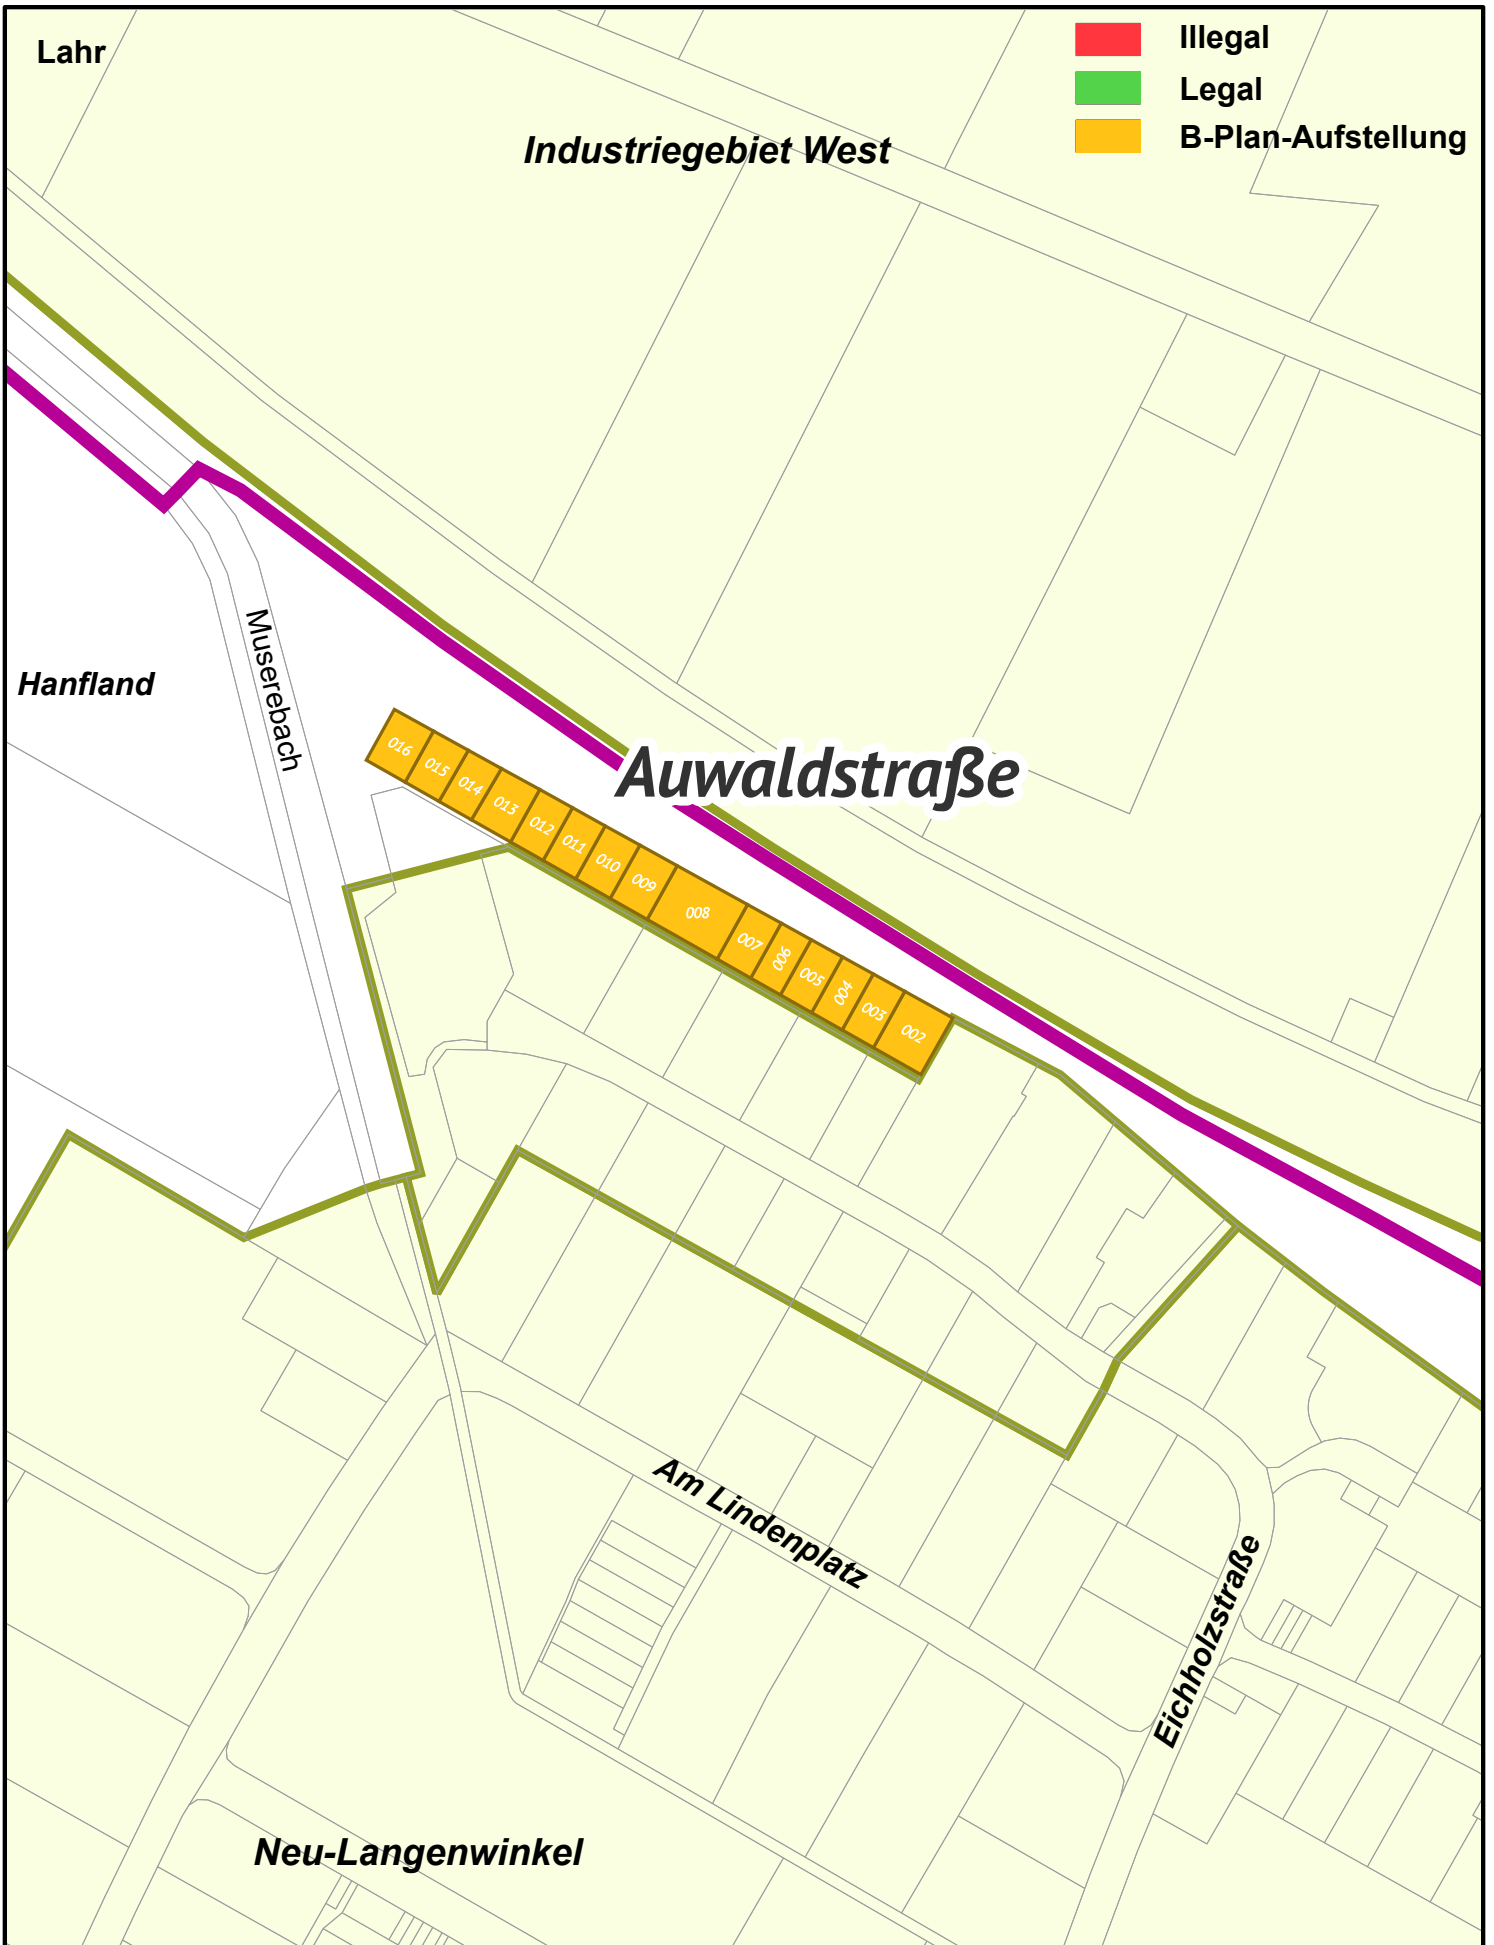 Lahr
Illegal
Legal
B-Plan-Aufstellung
Industriegebiet West
Muserebach
Hanfland
Auwaldstraße
016
015
014
013
012
011
010
009
008
007
006
005
004
003
002
Am Lindenplatz
Eichholzstraße
Neu-Langenwinkel